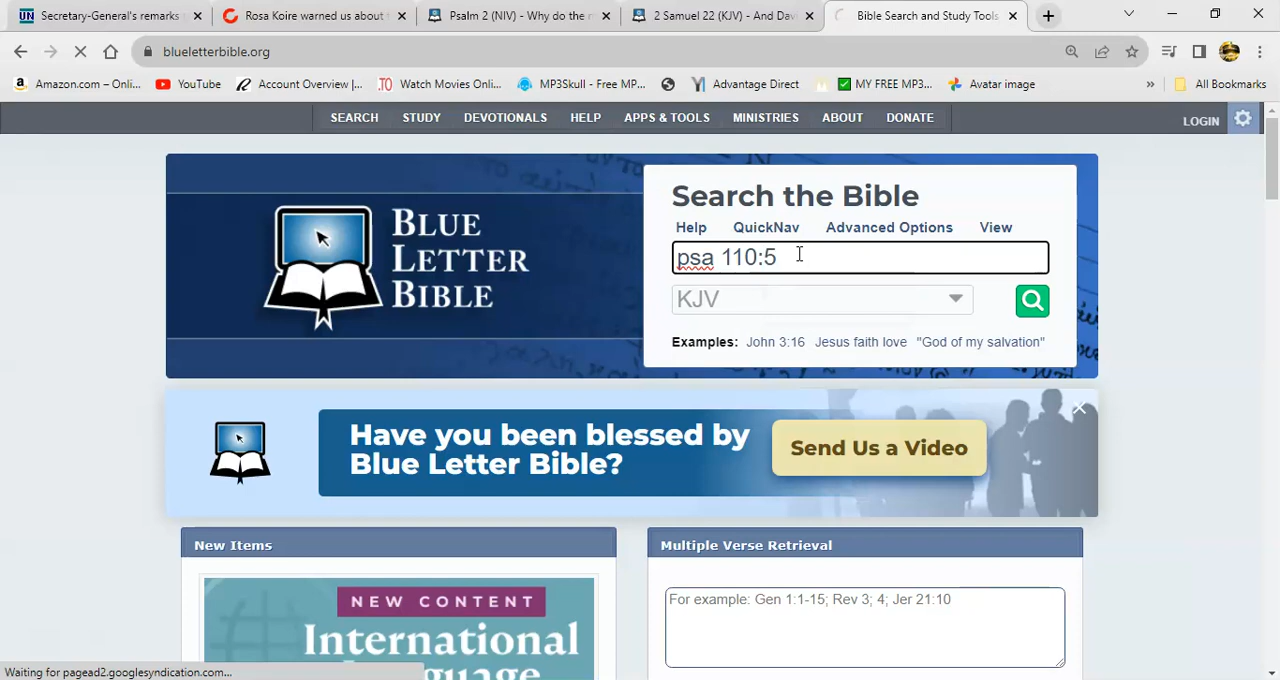 Secretary-General's remarks
Rosa Koire warned us about
Psalm 2 (NIV) - Why do the n
2 Samuel 22 (KJV) - And Dav
Bible Search and Study Tools
blueletterbible.org
Amazon.com – Onli...
YouTube
Account Overview |...
Watch Movies Onli...
MP3Skull - Free MP...
Advantage Direct
MY FREE MP3...
Avatar image
»
All Bookmarks
SEARCH
STUDY
DEVOTIONALS
HELP
APPS & TOOLS
MINISTRIES
ABOUT
DONATE
LOGIN
BLUE
LETTER
BIBLE
Search the Bible
Help
QuickNav
Advanced Options
View
psa 110:5
KJV
Examples: John 3:16 Jesus faith love "God of my salvation"
Have you been blessed by
Blue Letter Bible?
Send Us a Video
New Items
NEW CONTENT
International
Language
Multiple Verse Retrieval
For example: Gen 1:1-15; Rev 3; 4; Jer 21:10
Waiting for pagead2.googlesyndication.com...